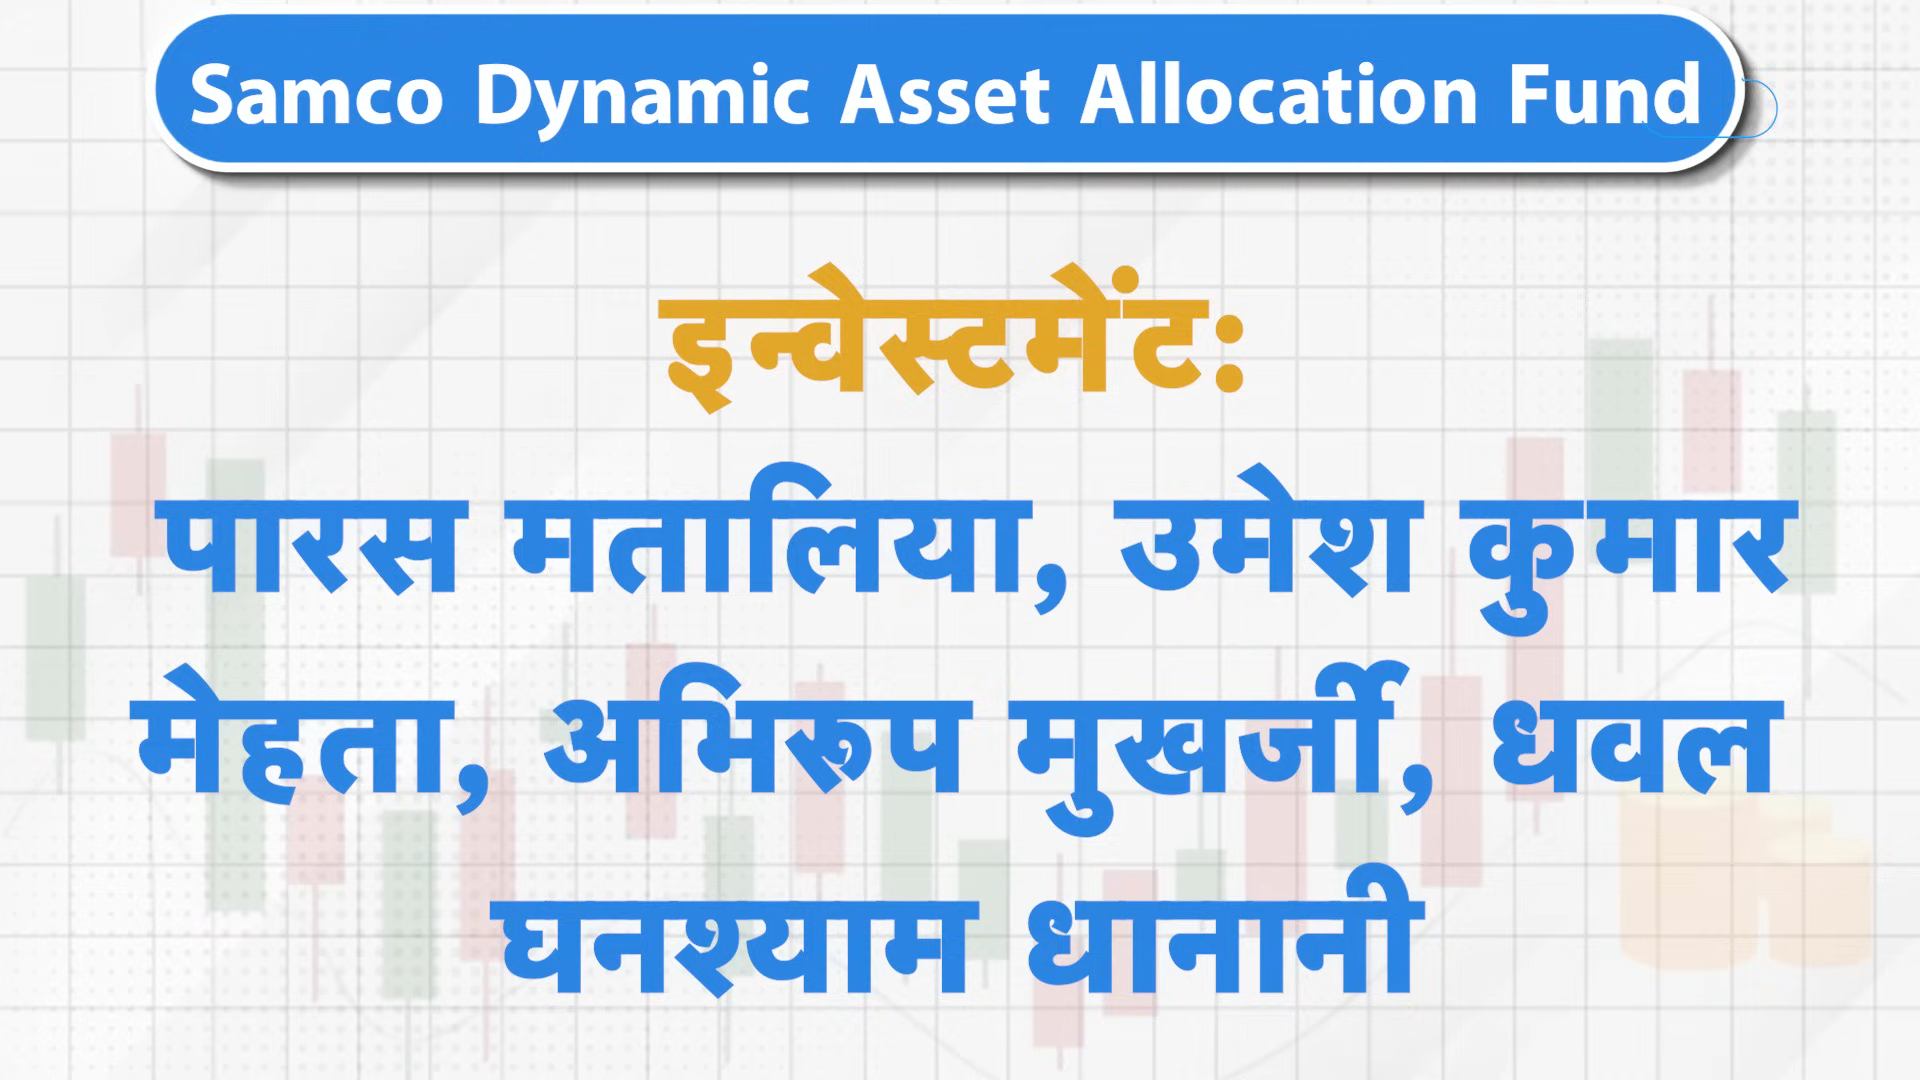 Samco Dynamic Asset Allocation Fund
इन्वेस्टमेंट:
पारस मतालिया, उमेश कुमार
मेहता, अभिरूप मुखर्जी, धवल
घनश्याम धानानी